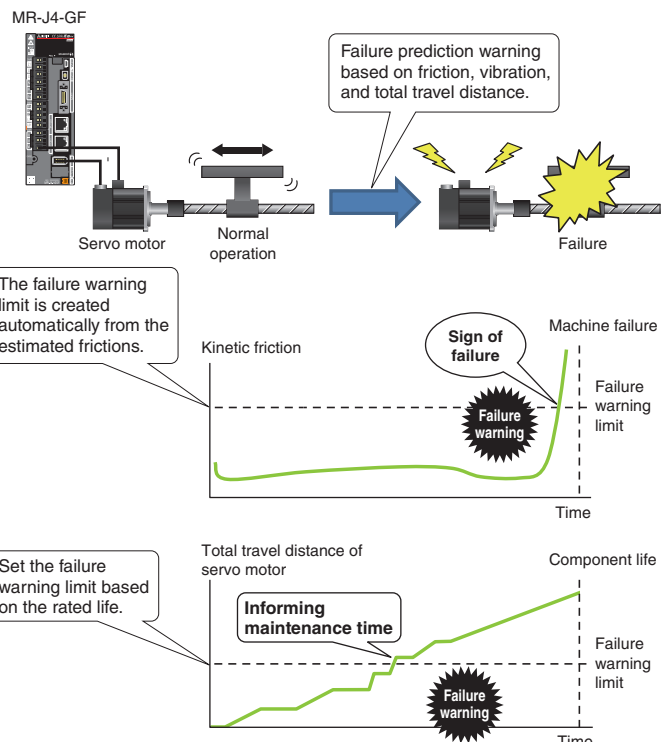 MR-J4-GF
Failure prediction warning
based on friction, vibration,
and total travel distance.
Servo motor
Normal
operation
Failure
The failure warning
limit is created
automatically from the
estimated frictions.
Kinetic friction
Sign of
failure
Machine failure
Failure
warning
Failure
warning
limit
Time
Set the failure
warning limit based
on the rated life.
Total travel distance of
servo motor
Informing
maintenance time
Component life
Failure
warning
Failure
warning
limit
Time